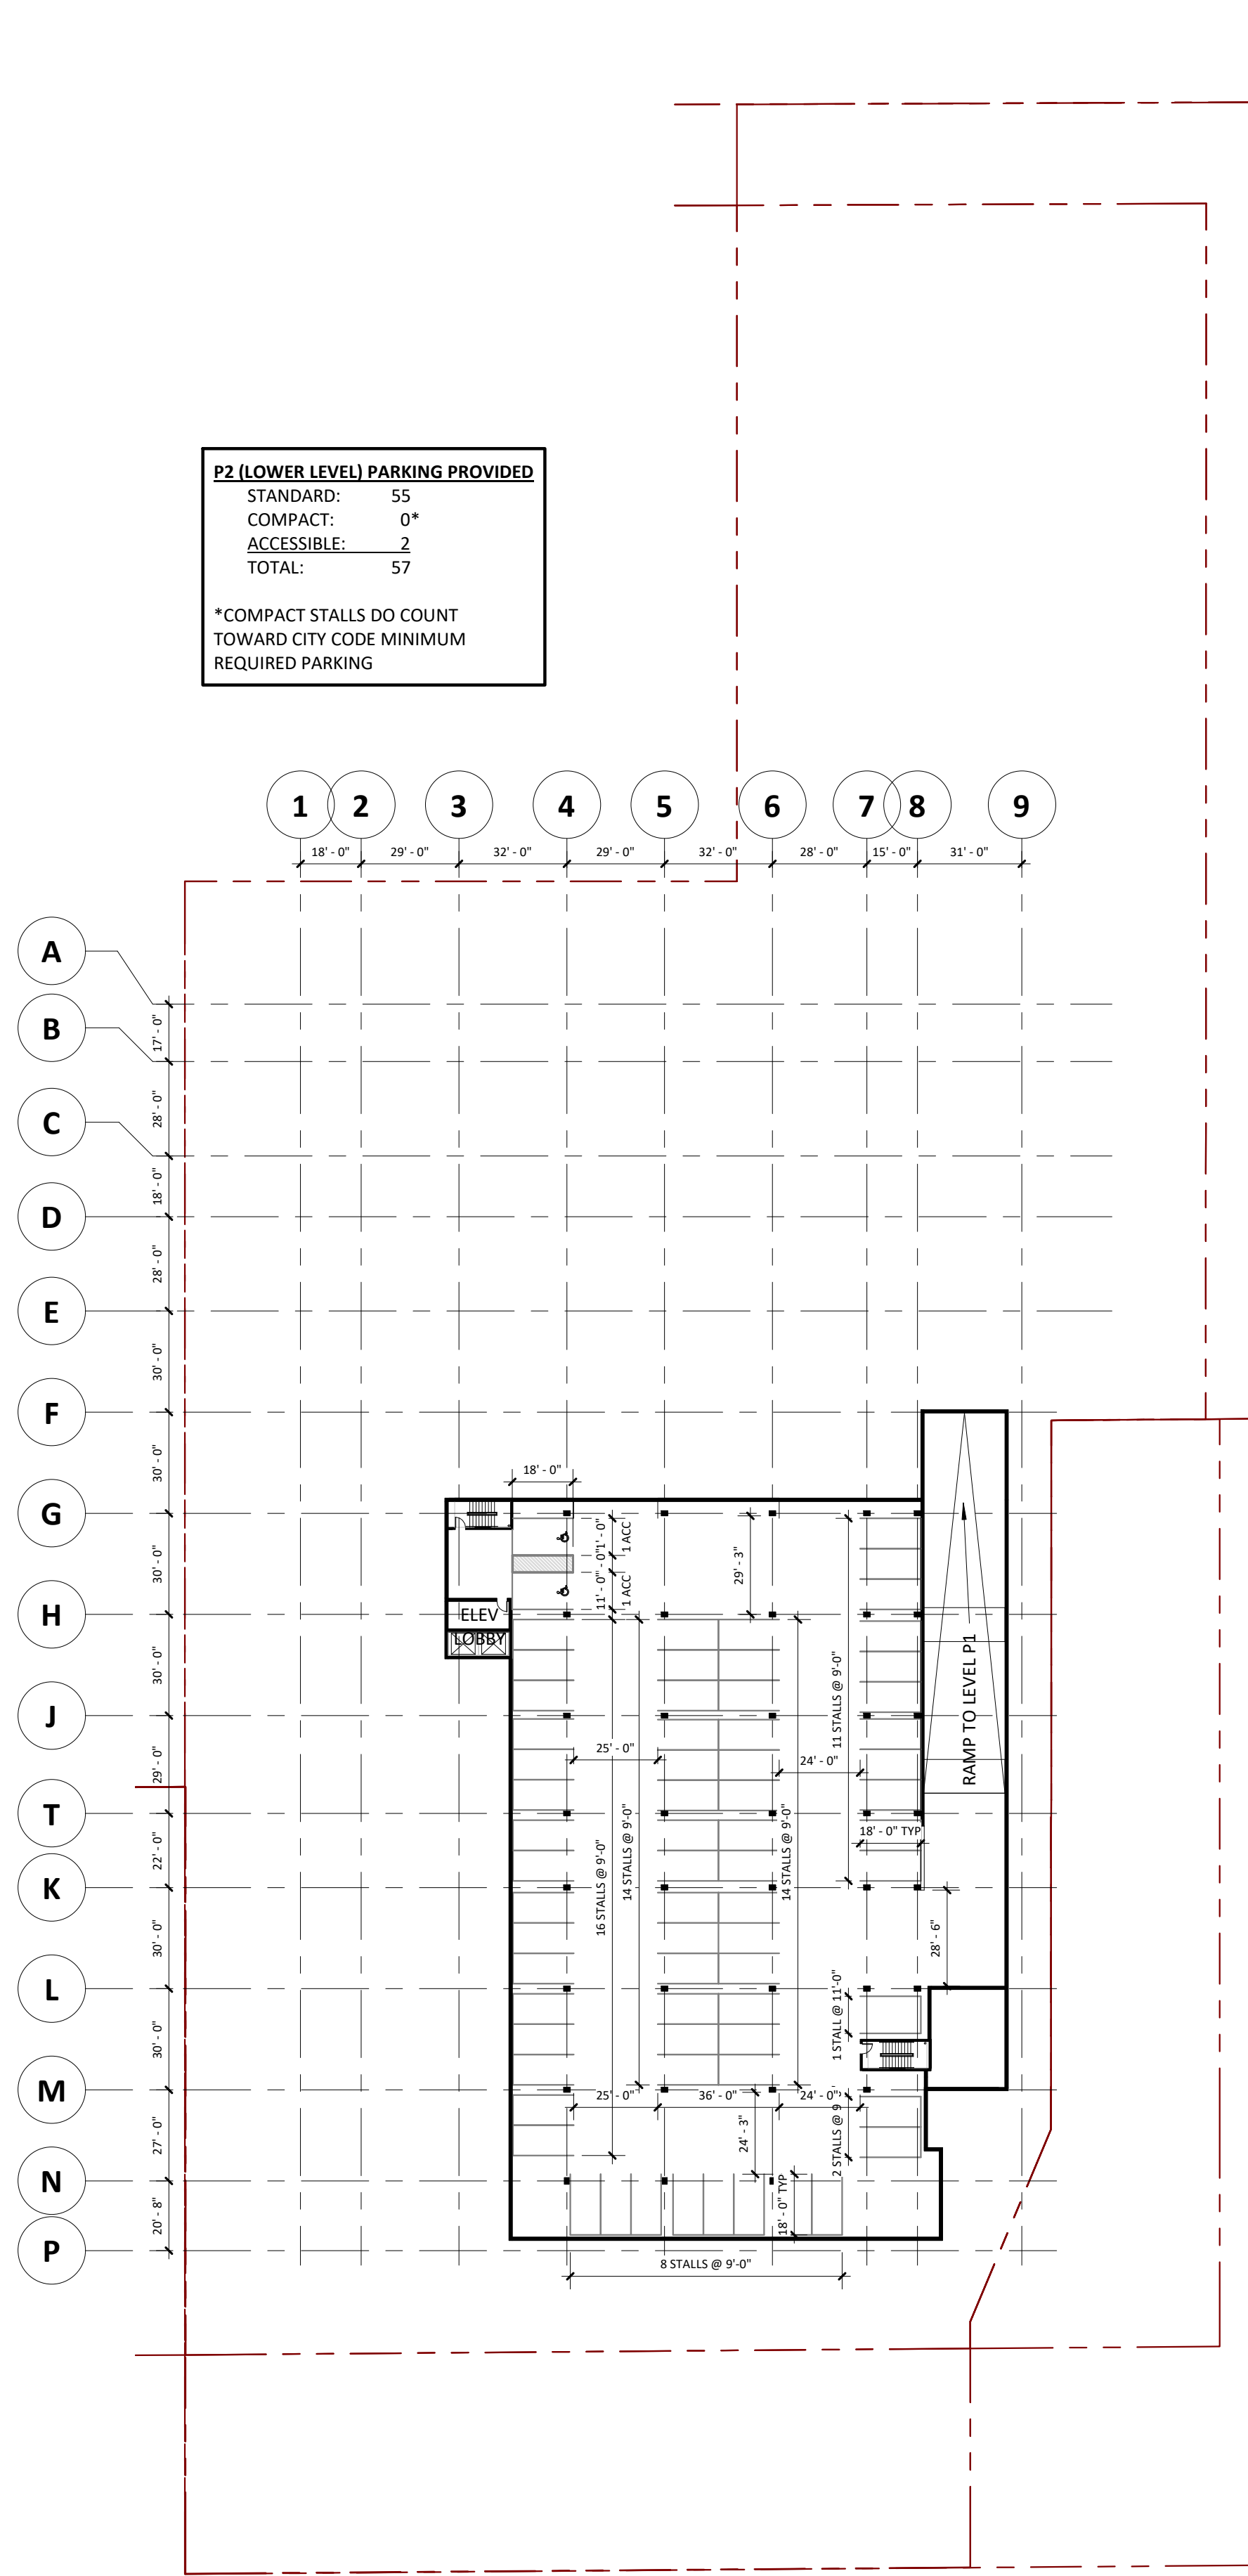 P2 (LOWER LEVEL) PARKING PROVIDED
STANDARD: 55
COMPACT: 0*
ACCESSIBLE: 2
TOTAL: 57
*COMPACT STALLS DO COUNT
TOWARD CITY CODE MINIMUM
REQUIRED PARKING
1 2 3 4 5 6 7 8 9
18' - 0" 29' - 0" 32' - 0" 29' - 0" 32' - 0" 28' - 0" 15' - 0" 31' - 0"
A
17' - 0"
B
28' - 0"
C
18' - 0"
D
28' - 0"
E
30' - 0"
F
30' - 0"
G
30' - 0"
H
30' - 0"
J
29' - 0"
T
22' - 0"
K
30' - 0"
L
30' - 0"
M
27' - 0"
N
20' - 8"
P
18' - 0"
1 ACC
11' - 0"
1 ACC
29' - 3"
ELEV
LOBBY
RAMP TO LEVEL P1
11 STALLS @ 9'-0"
25' - 0"
24' - 0"
16 STALLS @ 9'-0"
14 STALLS @ 9'-0"
14 STALLS @ 9'-0"
18' - 0" TYP
28' - 6"
1 STALL @ 11'-0"
25' - 0" 36' - 0" 24' - 0"
24' - 3"
2 STALLS @ 9'
18' - 0" TYP
8 STALLS @ 9'-0"